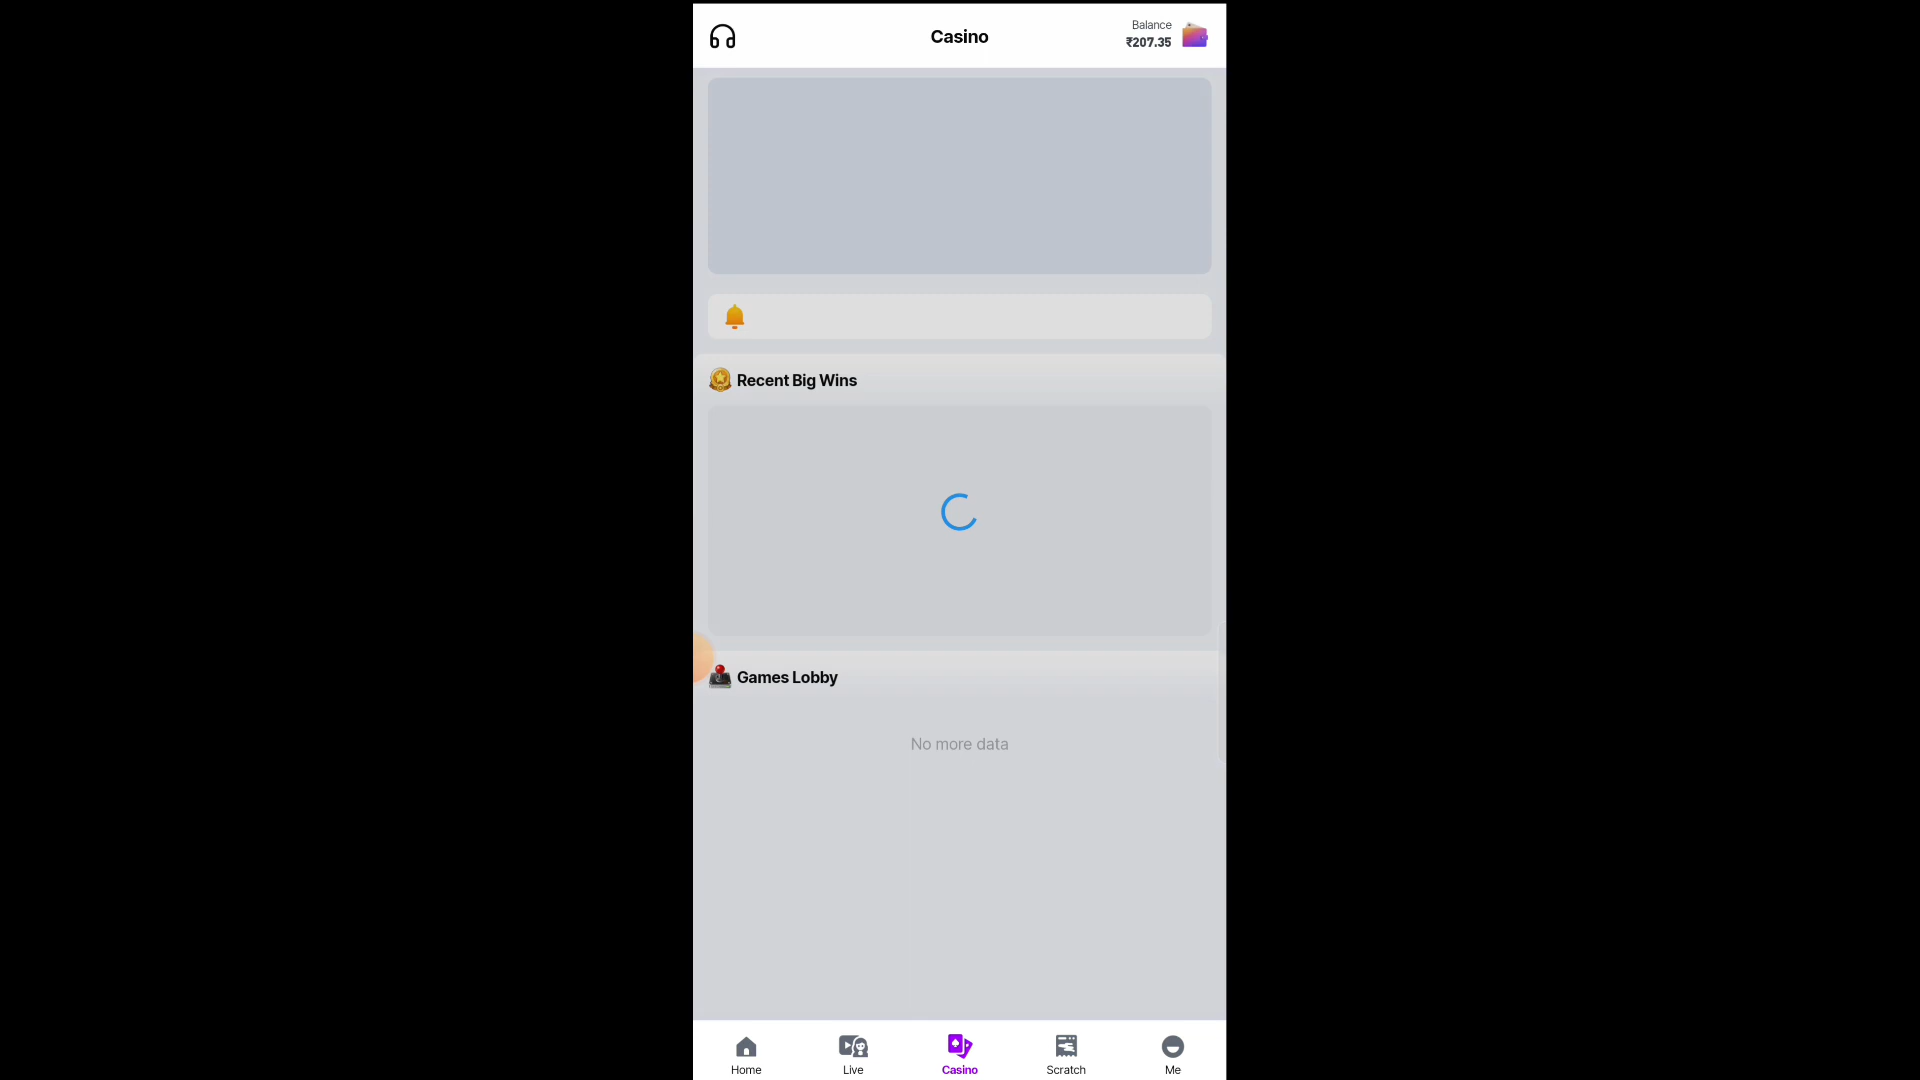 Casino
Balance
₹207.35
Recent Big Wins
Games Lobby
No more data
Home
Live
Casino
Scratch
Me